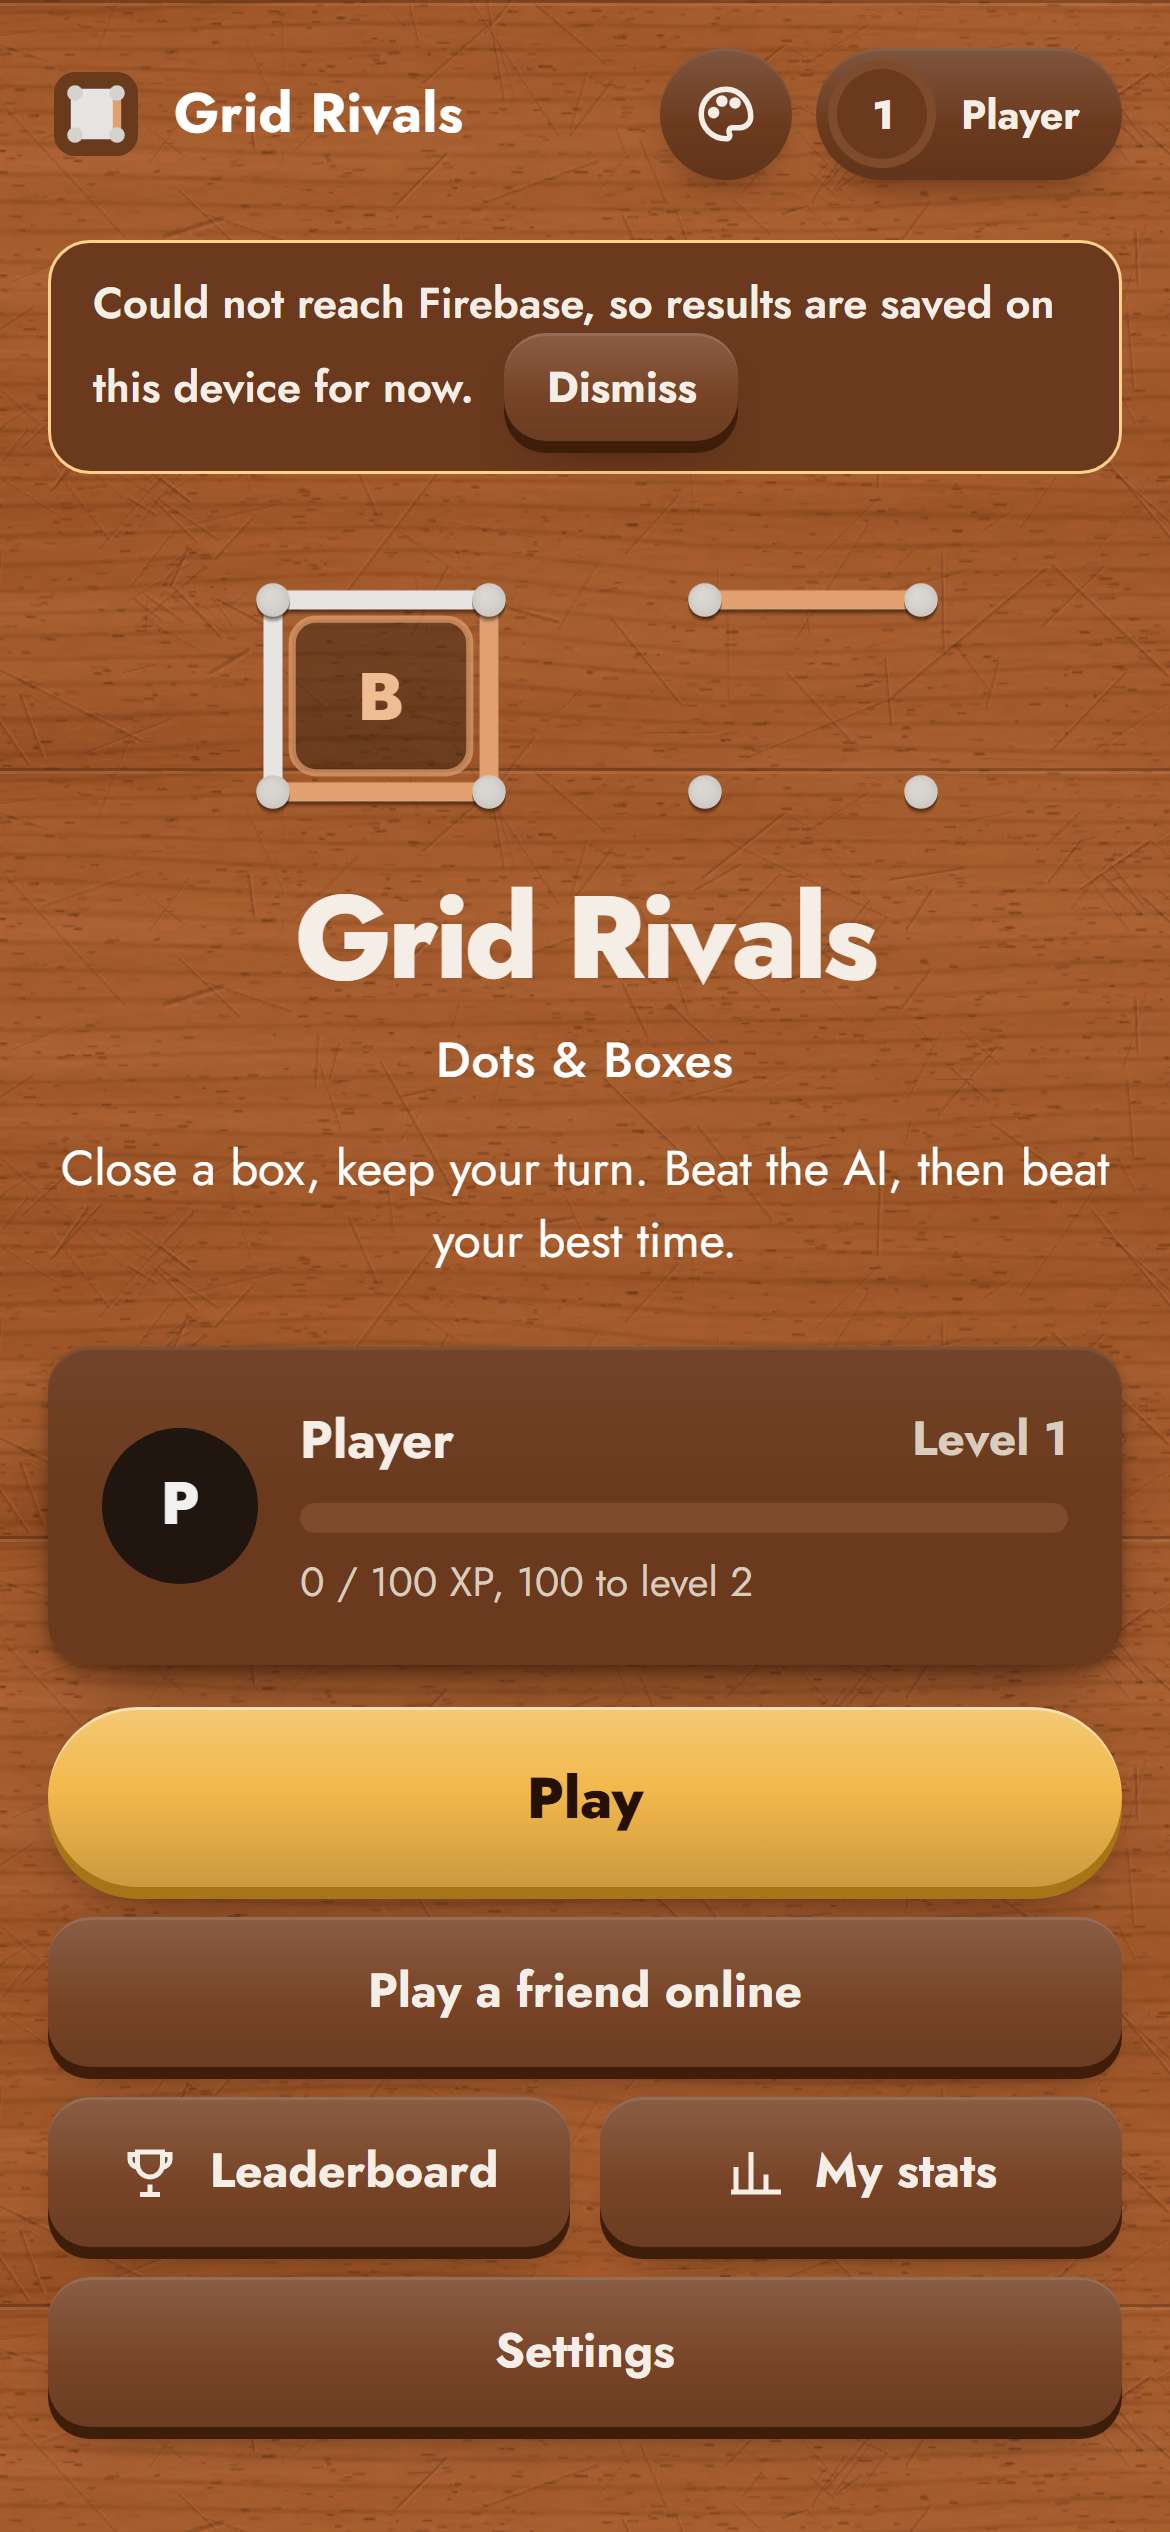 Grid Rivals
1 Player
Could not reach Firebase, so results are saved on
this device for now. Dismiss
B
Grid Rivals
Dots & Boxes
Close a box, keep your turn. Beat the AI, then beat
your best time.
P
Player Level 1
0 / 100 XP, 100 to level 2
Play
Play a friend online
Leaderboard My stats
Settings